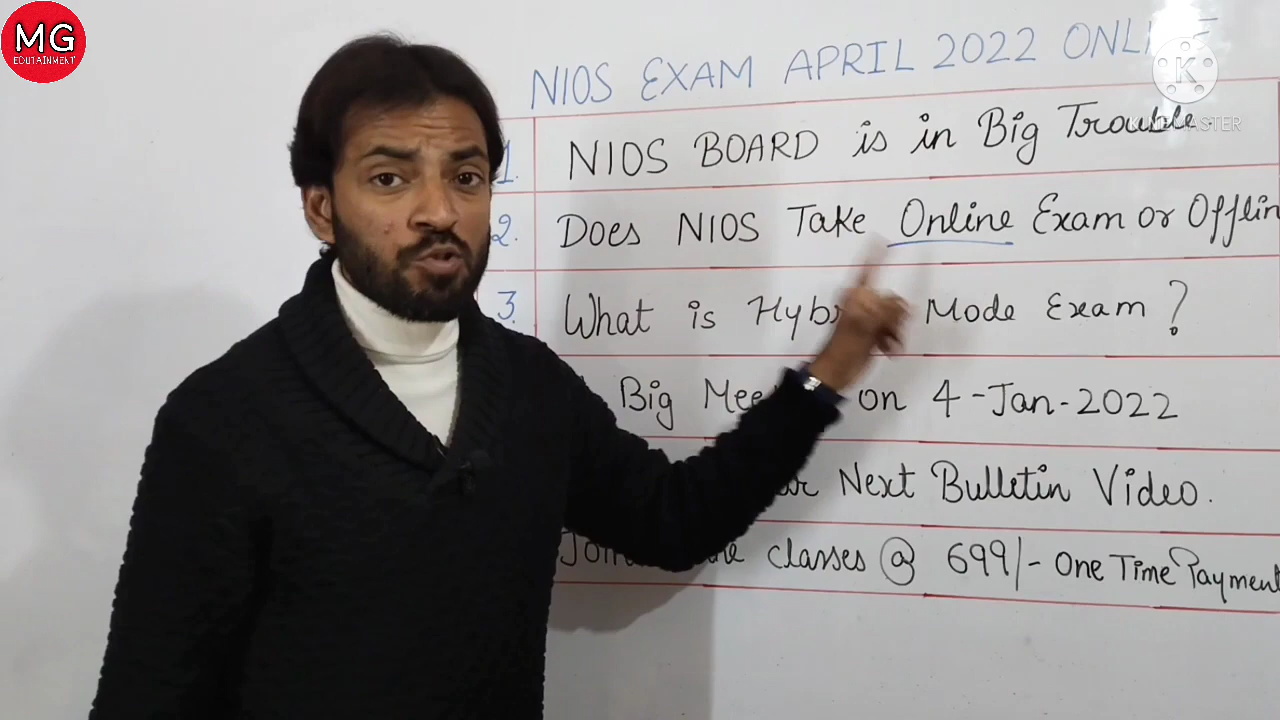 MG
EDUTAINMENT
NIOS EXAM APRIL 2022 ONLINE
K
KINEMASTER
1. NIOS BOARD is in Big Trouble.
2. Does NIOS Take Online Exam or Offlin
3. What is Hybrid Mode Exam ?
Big on 4-Jan-2022
Next Bulletin Video.
classes @ 699/- One Time Payment